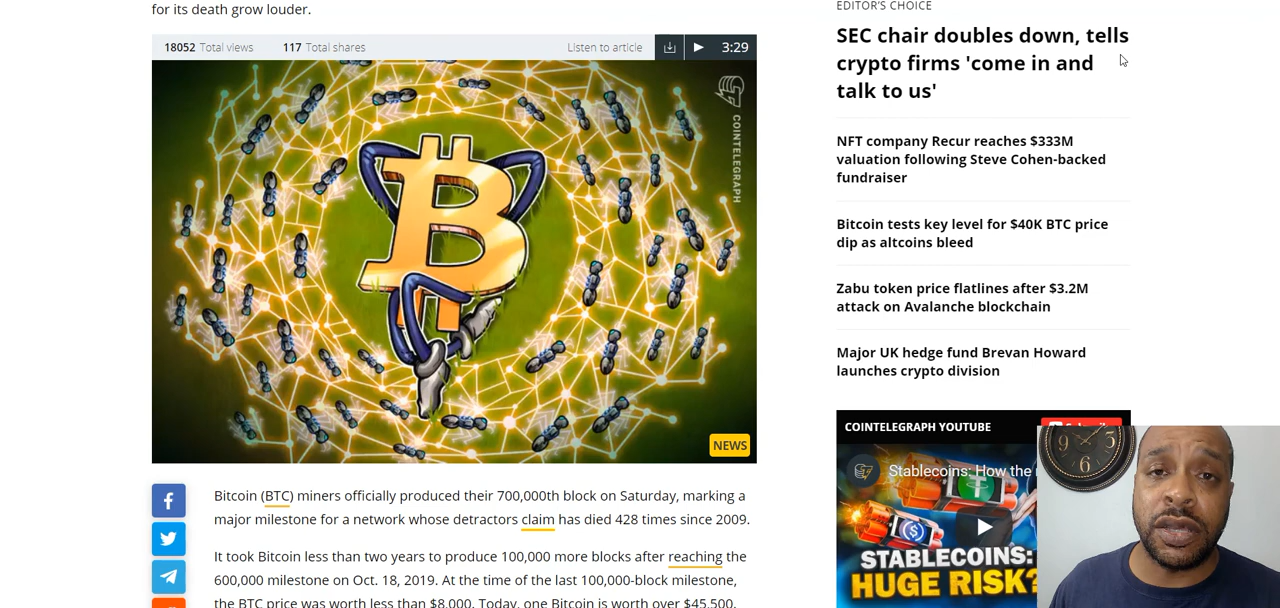 for its death grow louder.
18052 Total views 117 Total shares Listen to article 3:29
COINTELEGRAPH
NEWS
Bitcoin (BTC) miners officially produced their 700,000th block on Saturday, marking a
major milestone for a network whose detractors claim has died 428 times since 2009.
It took Bitcoin less than two years to produce 100,000 more blocks after reaching the
600,000 milestone on Oct. 18, 2019. At the time of the last 100,000-block milestone,
the BTC price was worth less than $8,000. Today, one Bitcoin is worth over $45,500.
EDITOR'S CHOICE
SEC chair doubles down, tells
crypto firms 'come in and
talk to us'
NFT company Recur reaches $333M
valuation following Steve Cohen-backed
fundraiser
Bitcoin tests key level for $40K BTC price
dip as altcoins bleed
Zabu token price flatlines after $3.2M
attack on Avalanche blockchain
Major UK hedge fund Brevan Howard
launches crypto division
COINTELEGRAPH YOUTUBE
Stablecoins: How the
STABLECOINS:
HUGE RISK?
9 5
6